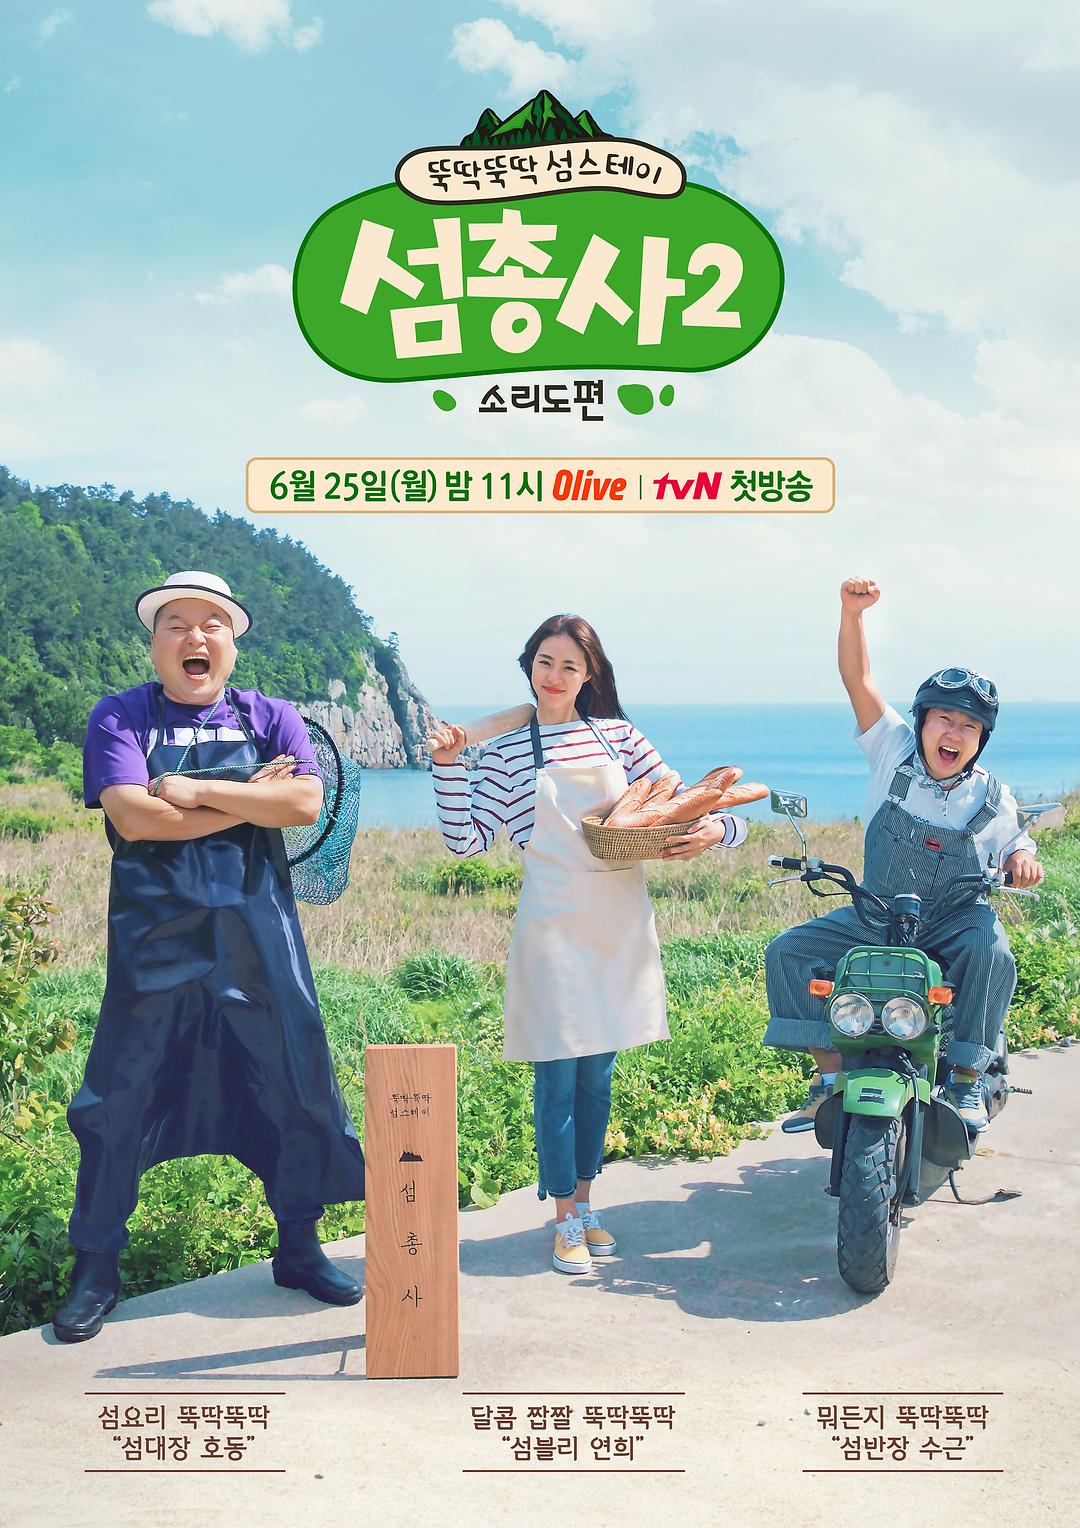 뚝딱뚝딱 섬스테이
섬총사2
소리도편
6월 25일(월) 밤 11시 Olive | tvN 첫방송
뚝딱뚝딱
섬스테이
섬
총
사
섬요리 뚝딱뚝딱
“섬대장 호동”
달콤 짭짤 뚝딱뚝딱
“섬블리 연희”
뭐든지 뚝딱뚝딱
“섬반장 수근”